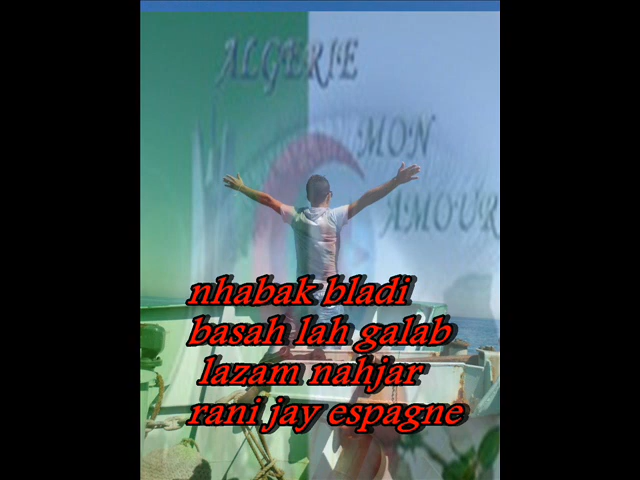 ALGERIE
MON
AMOUR
nhabak bladi
basah lah galab
lazam nahjar
rani jay espagne